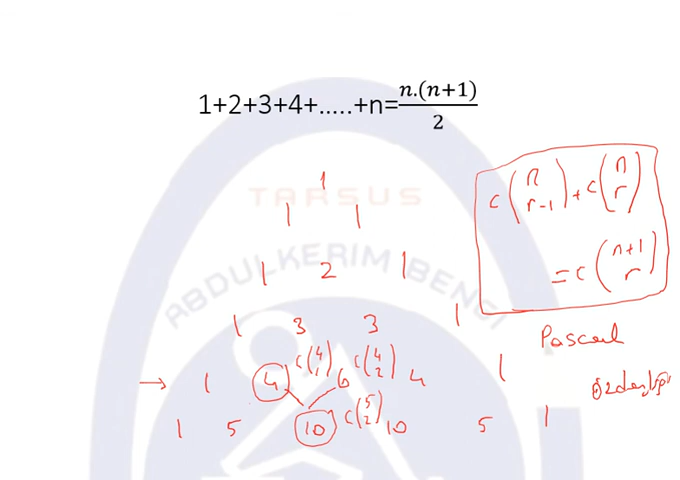 1+2+3+4+.....+n=n.(n+1)/2
1
TARSUS
1 1
C(n r-1) + C(n r)
= C(n+1 r)
ABDULKERİM BENGİ
1 2 1
1 3 3 1
Pascal
→ 1 4 C(4 1) 6 C(4 2) 4 1
1 5 10 C(5 2) 10 5 1